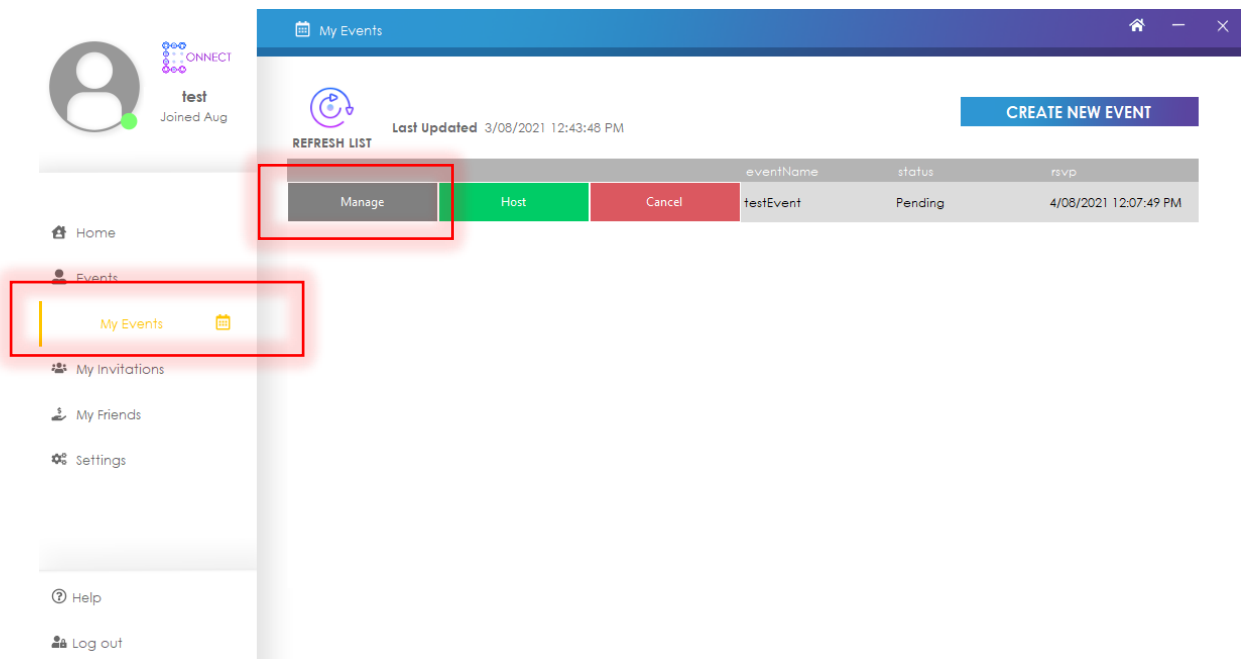 ONNECT
test
Joined Aug
Home
Events
My Events
My Invitations
My Friends
Settings
Help
Log out
My Events
REFRESH LIST
Last Updated 3/08/2021 12:43:48 PM
CREATE NEW EVENT
eventName status rsvp
Manage Host Cancel testEvent Pending 4/08/2021 12:07:49 PM